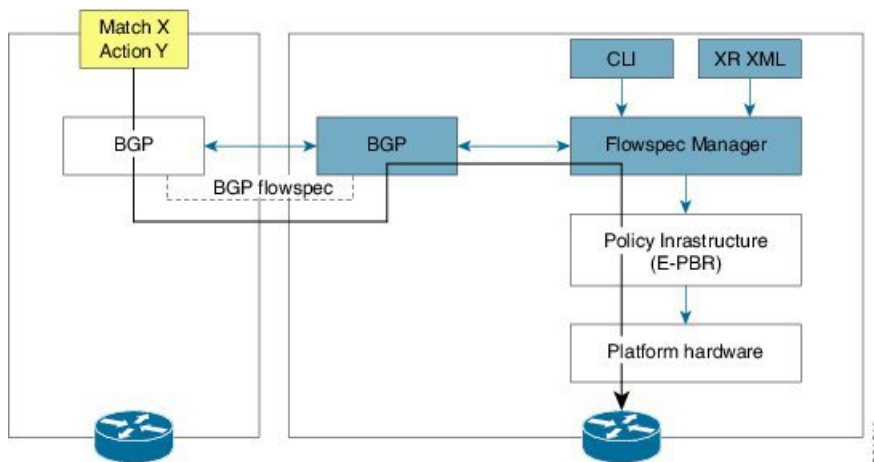 Match X
Action Y
CLI
XR XML
BGP
BGP
Flowspec Manager
BGP flowspec
Policy Inrastructure
(E-PBR)
Platform hardware